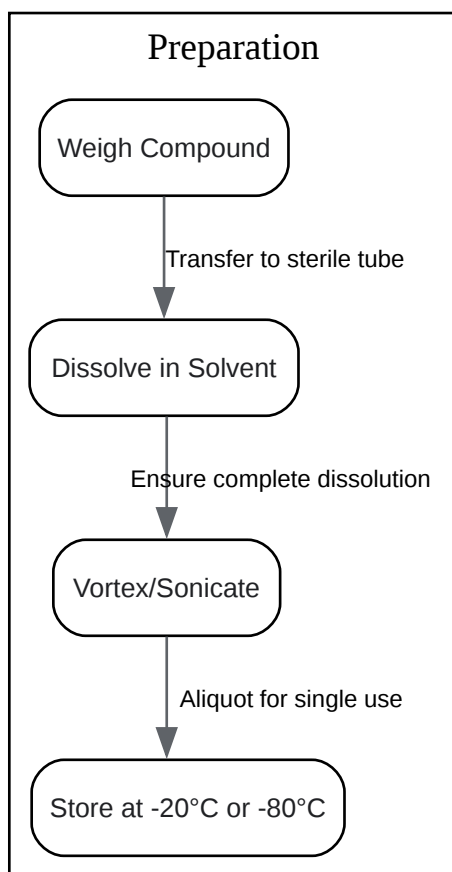 Preparation
Weigh Compound
Transfer to sterile tube
Dissolve in Solvent
Ensure complete dissolution
Vortex/Sonicate
Aliquot for single use
Store at -20°C or -80°C